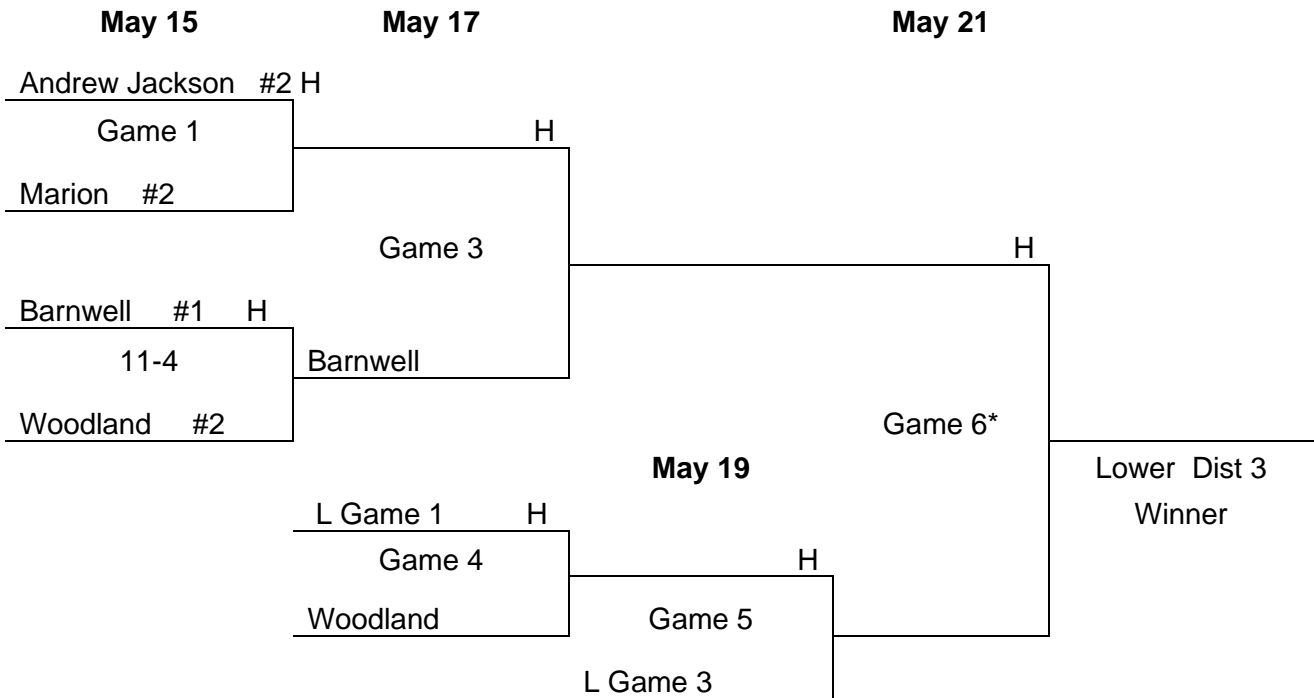 May 15 May 17 May 21
Andrew Jackson #2 H
Game 1 H
Marion #2
Game 3 H
Barnwell #1 H
11-4 Barnwell
Woodland #2 Game 6*
May 19 Lower Dist 3
L Game 1 H Winner
Game 4 H
Woodland Game 5
L Game 3